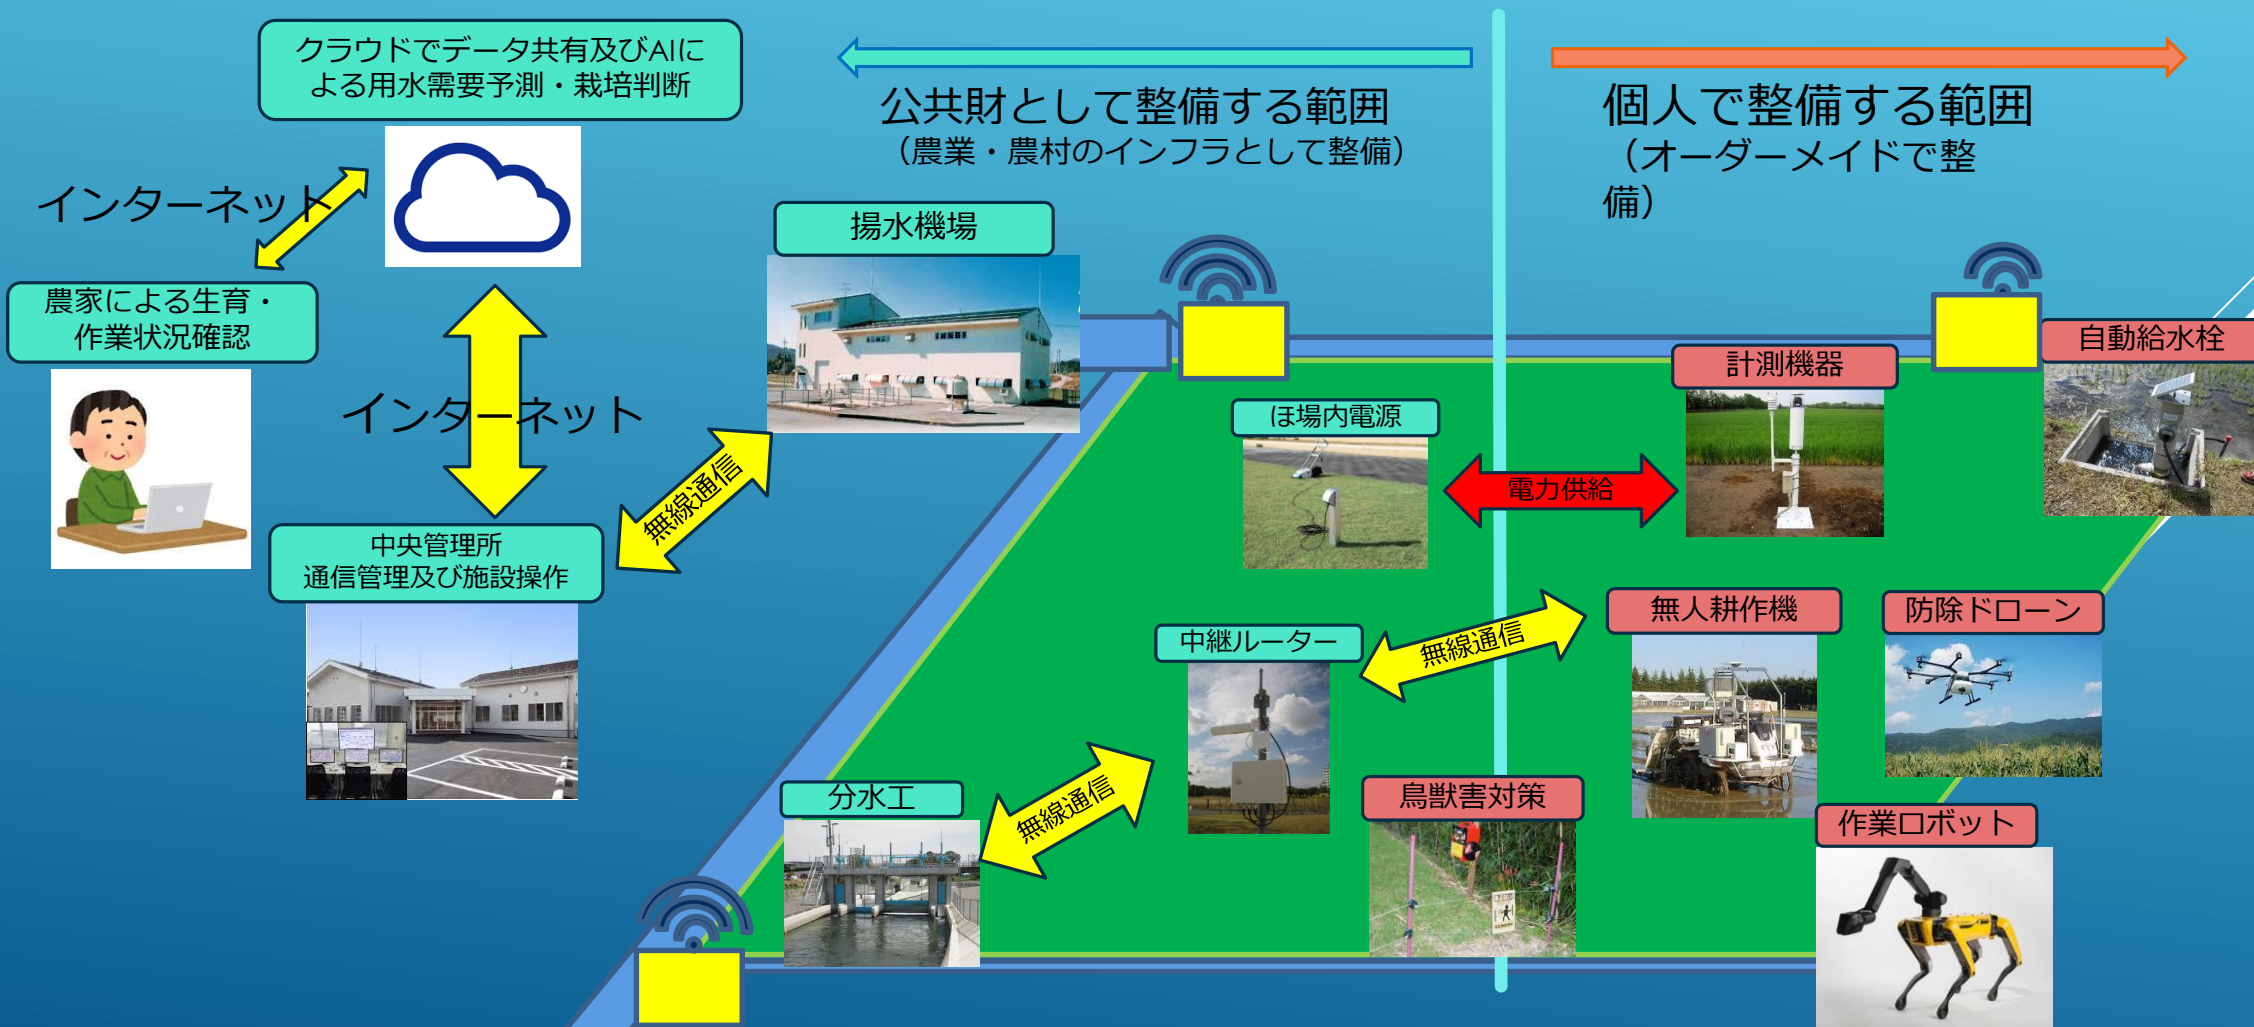 クラウドでデータ共有及びAIに
よる用水需要予測・栽培判断
公共財として整備する範囲
（農業・農村のインフラとして整備）
個人で整備する範囲
（オーダーメイドで整
備）
インターネット
揚水機場
農家による生育・
作業状況確認
自動給水栓
計測機器
インターネット
ほ場内電源
無線通信
電力供給
中央管理所
通信管理及び施設操作
無人耕作機
防除ドローン
中継ルーター
無線通信
分水工
無線通信
鳥獣害対策
作業ロボット